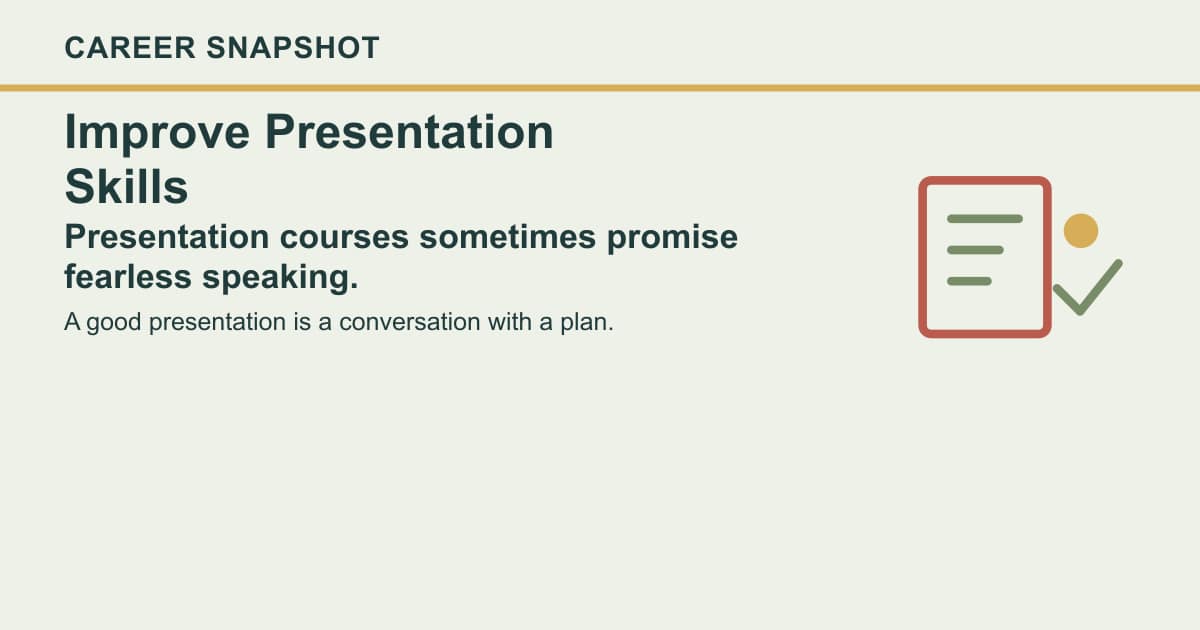 CAREER SNAPSHOT
Improve Presentation
Skills
Presentation courses sometimes promise
fearless speaking.
A good presentation is a conversation with a plan.